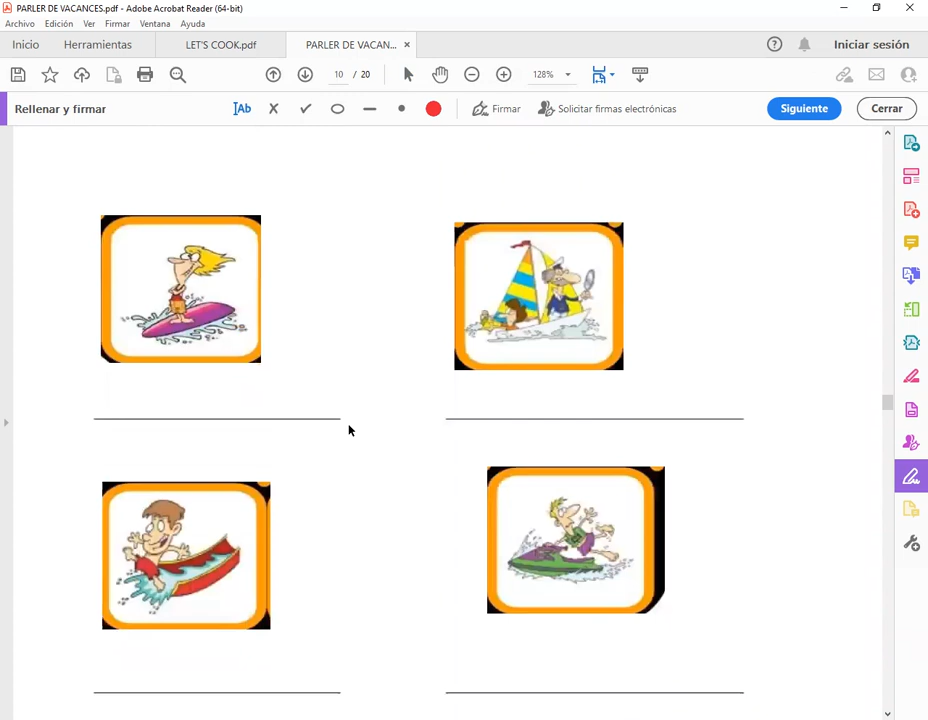 PARLER DE VACANCES.pdf - Adobe Acrobat Reader (64-bit)
Archivo Edición Ver Firmar Ventana Ayuda
Inicio Herramientas LET'S COOK.pdf PARLER DE VACAN... × Iniciar sesión
10 / 20 128%
Rellenar y firmar Ab Firmar Solicitar firmas electrónicas Siguiente Cerrar